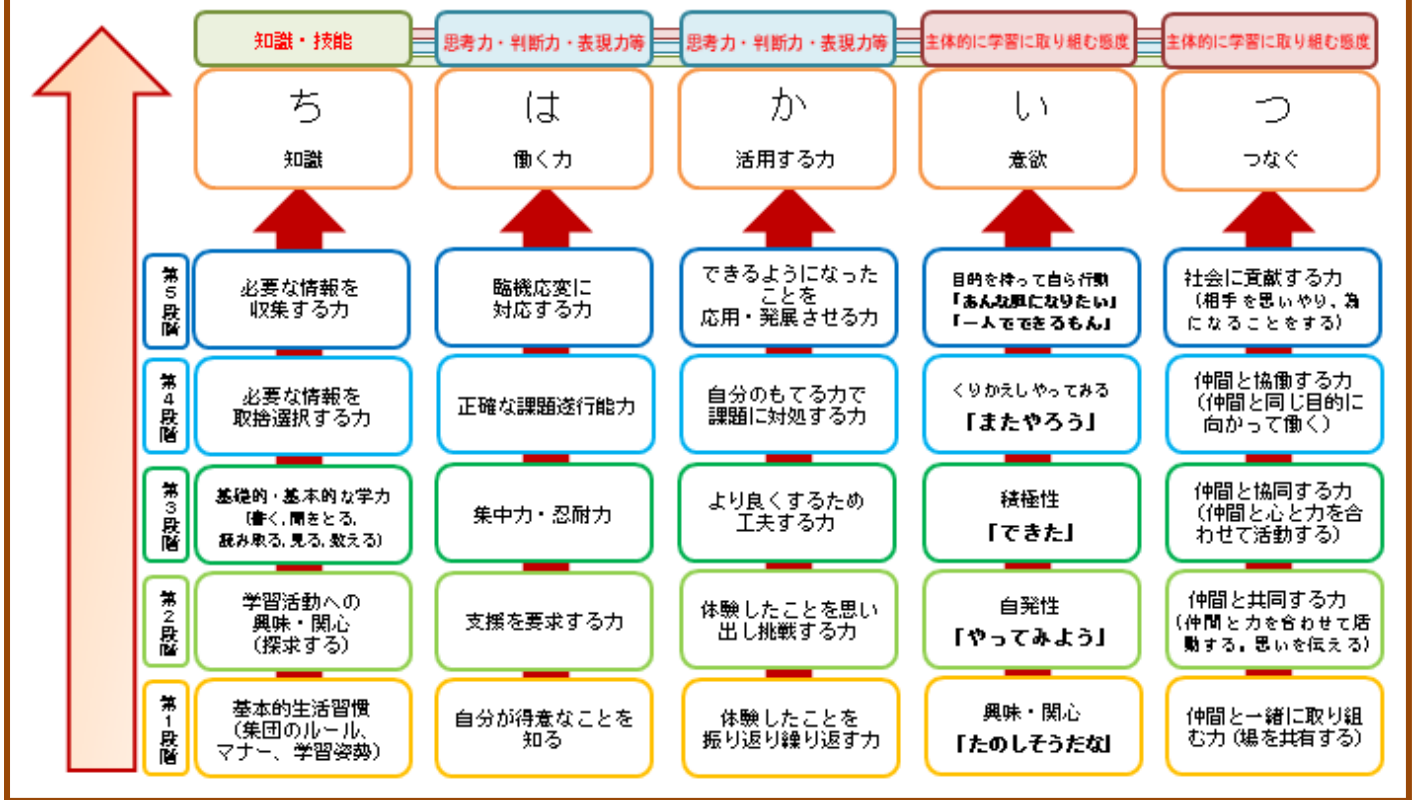 知識・技能
思考力・判断力・表現力等
思考力・判断力・表現力等
主体的に学習に取り組む態度
主体的に学習に取り組む態度
ち
知識
は
働く力
か
活用する力
い
意欲
つ
つなぐ
第5段階
必要な情報を
収集する力
臨機応変に
対応する力
できるようになった
ことを
応用・発展させる力
目的を持って自ら行動
「あんな風になりたい」
「一人でできるもん」
社会に貢献する力
(相手を思いやり、為
になることをする)
第4段階
必要な情報を
取捨選択する力
正確な課題遂行能力
自分のもてる力で
課題に対処する力
くりかえしやってみる
「またやろう」
仲間と協働する力
(仲間と同じ目的に
向かって働く)
第3段階
基礎的・基本的な学力
(書く,聞きとる,
読み取る,見る,数える)
集中力・忍耐力
より良くするため
工夫する力
積極性
「できた」
仲間と協同する力
(仲間と心と力を合
わせて活動する)
第2段階
学習活動への
興味・関心
(探求する)
支援を要求する力
体験したことを思い
出し挑戦する力
自発性
「やってみよう」
仲間と共同する力
(仲間と力を合わせて活
動する。思いを伝える)
第1段階
基本的生活習慣
(集団のルール、
マナー、学習姿勢)
自分が得意なことを
知る
体験したことを
振り返り繰り返す力
興味・関心
「たのしそうだな」
仲間と一緒に取り組
む力(場を共有する)